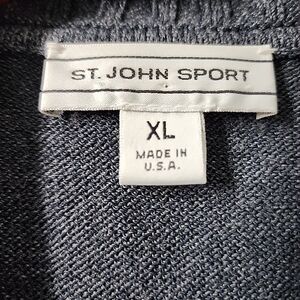 ST. JOHN SPORT
XL
MADE IN
U.S.A.